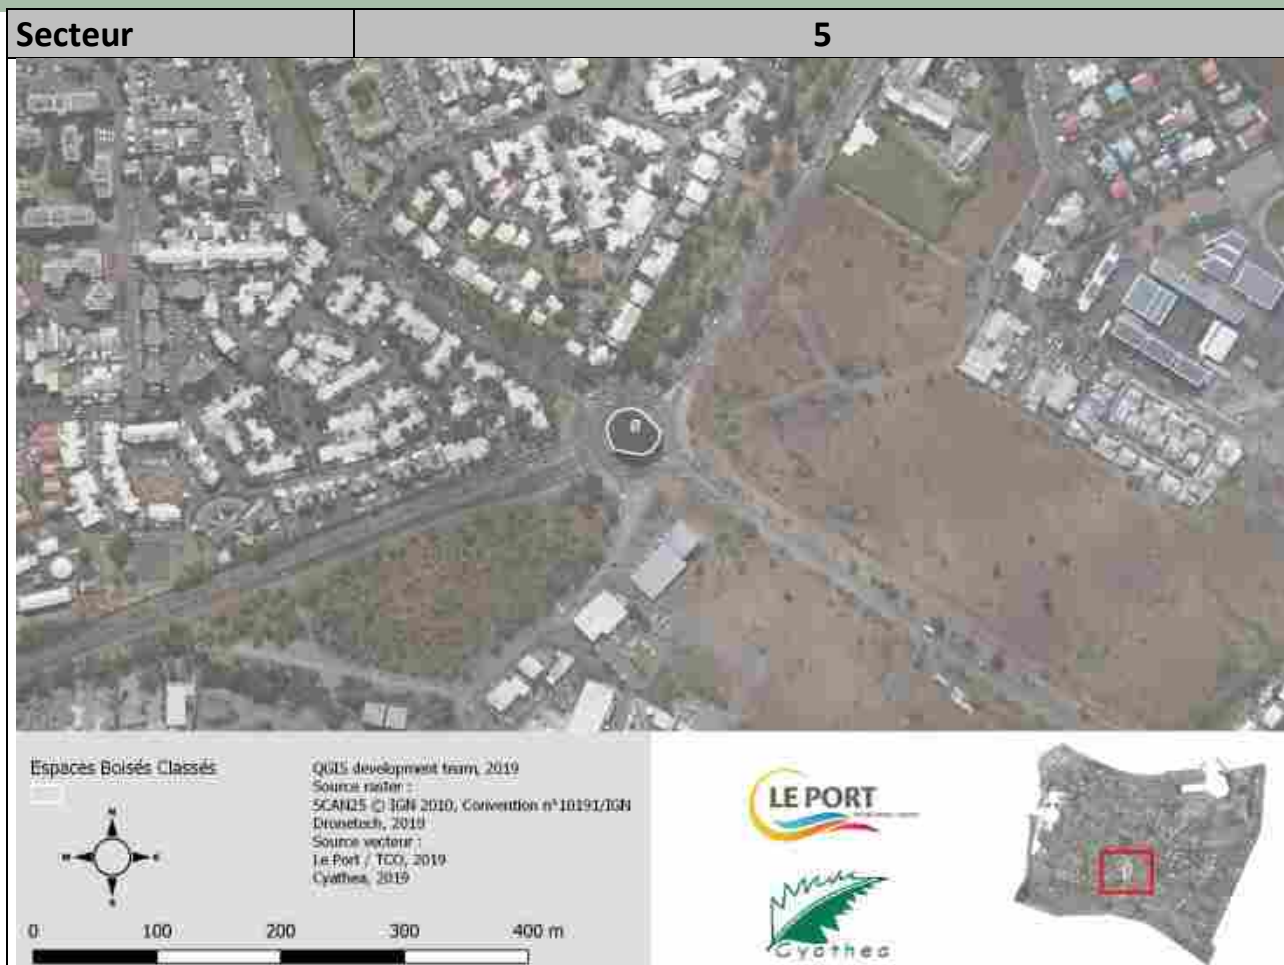 Secteur 5
Espaces Boisés Classés
QGIS development team, 2019
Source raster :
SCAN25 © IGN 2010, Convention n°10191/IGN
Dronetech, 2019
Source vecteur :
Le Port / TCO, 2019
Cyathea, 2019
0 100 200 300 400 m
LE PORT
Cyathea